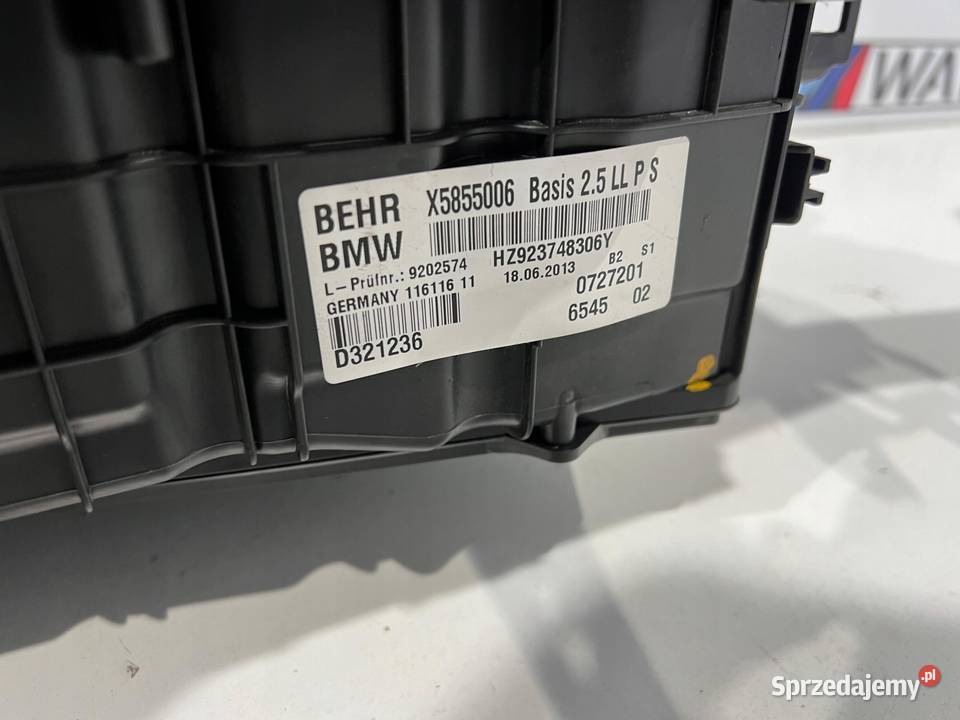 WA
BEHR X5855006 Basis 2.5 LL P S
BMW HZ923748306Y
L-Prüfnr.: 9202574 18.06.2013 B2 S1
GERMANY 116116 11 0727201
6545 02
D321236
Sprzedajemy.pl